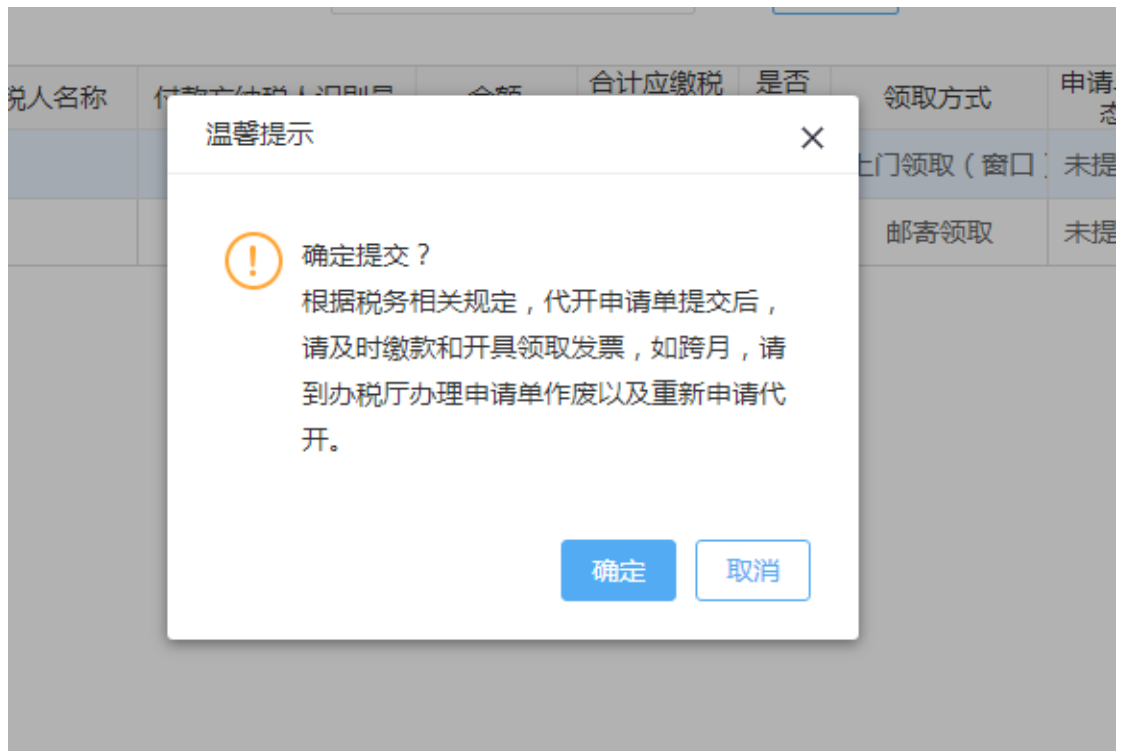 合计应缴税
是否
申请
税人名称
领取方式
温馨提示
上门领取（窗口）
未提
邮寄领取
未提
确定提交？
根据税务相关规定，代开申请单提交后，
请及时缴款和开具领取发票，如跨月，请
到办税厅办理申请单作废以及重新申请代
开。
确定
取消